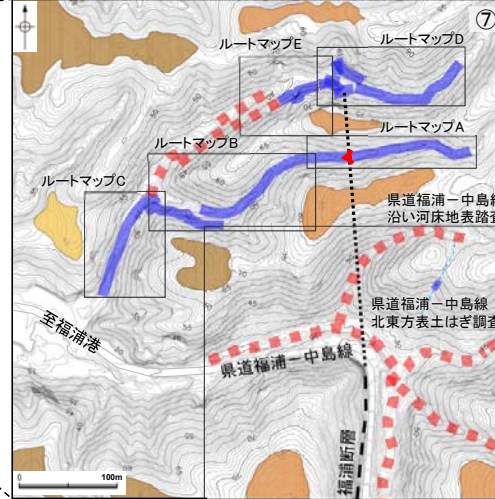 ⑦
ルートマップE
ルートマップD
ルートマップA
ルートマップB
ルートマップC
県道福浦－中島線
沿い河床地表踏査
県道福浦－中島線
北東方表土はぎ調査
至福浦港
県道福浦－中島線
福浦断層
0 100m